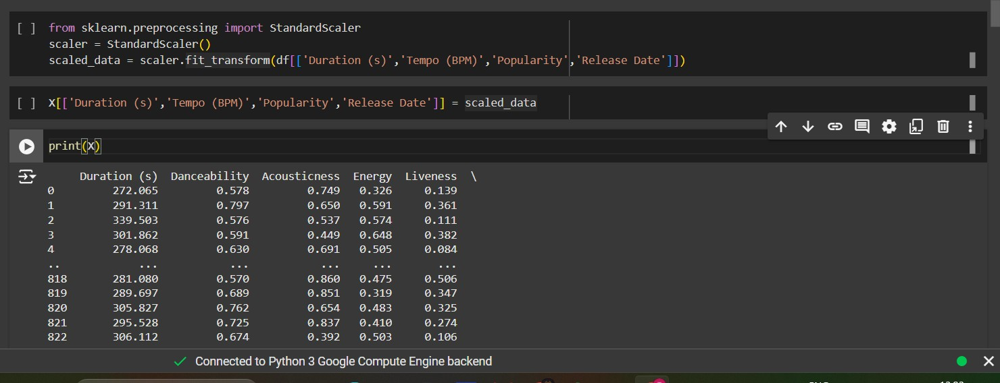 [ ] from sklearn.preprocessing import StandardScaler
scaler = StandardScaler()
scaled_data = scaler.fit_transform(df[['Duration (s)','Tempo (BPM)','Popularity','Release Date']])
[ ] X[['Duration (s)','Tempo (BPM)','Popularity','Release Date']] = scaled_data
print(X)
Duration (s) Danceability Acousticness Energy Liveness \
0 272.065 0.578 0.749 0.326 0.139
1 291.311 0.797 0.650 0.591 0.361
2 339.503 0.576 0.537 0.574 0.111
3 301.862 0.591 0.449 0.648 0.382
4 278.068 0.630 0.691 0.505 0.084
.. ... ... ... ... ...
818 281.080 0.570 0.860 0.475 0.506
819 289.697 0.689 0.851 0.319 0.347
820 305.827 0.762 0.654 0.483 0.325
821 295.528 0.725 0.837 0.410 0.274
822 306.112 0.674 0.392 0.503 0.106
Connected to Python 3 Google Compute Engine backend